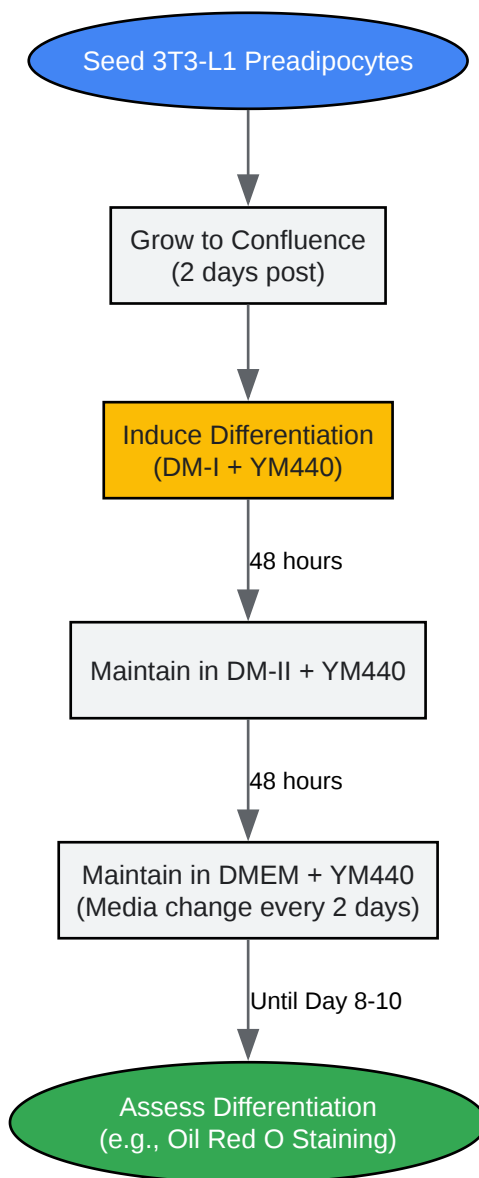 Seed 3T3-L1 Preadipocytes
Grow to Confluence
(2 days post)
Induce Differentiation
(DM-I + YM440)
48 hours
Maintain in DM-II + YM440
48 hours
Maintain in DMEM + YM440
(Media change every 2 days)
Until Day 8-10
Assess Differentiation
(e.g., Oil Red O Staining)